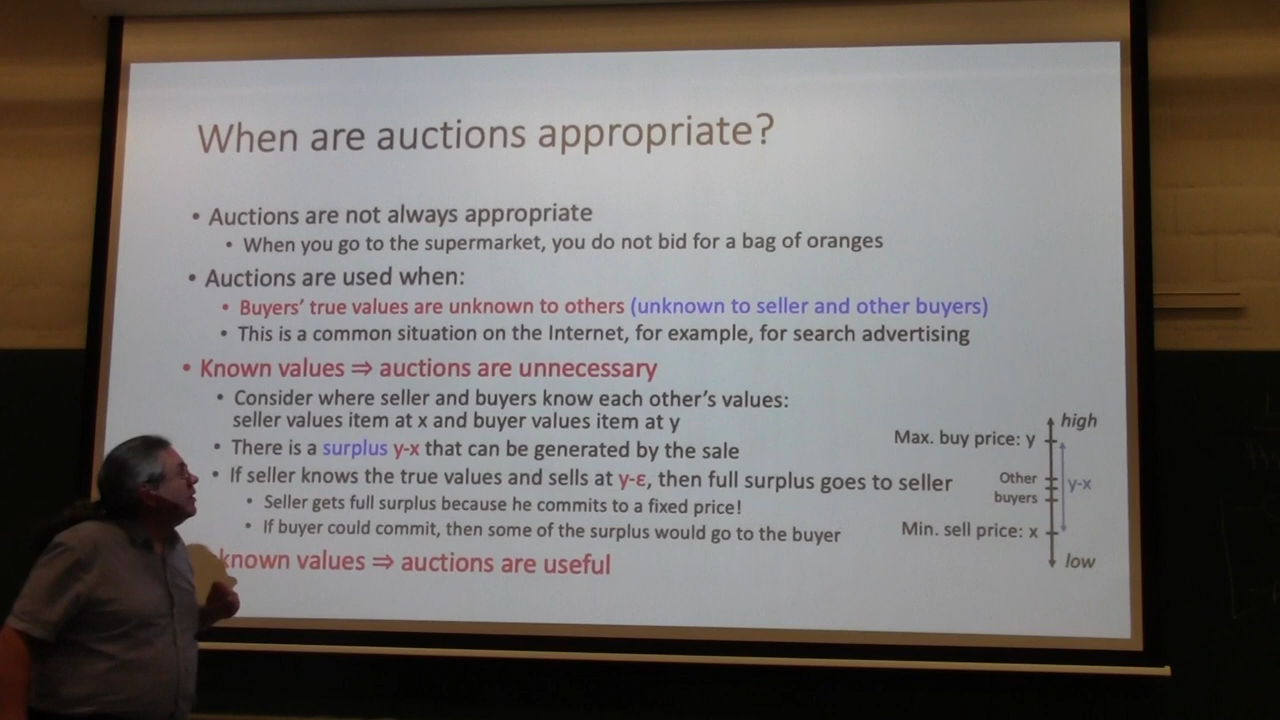 When are auctions appropriate?
• Auctions are not always appropriate
• When you go to the supermarket, you do not bid for a bag of oranges
• Auctions are used when:
• Buyers' true values are unknown to others (unknown to seller and other buyers)
• This is a common situation on the Internet, for example, for search advertising
• Known values ⇒ auctions are unnecessary
• Consider where seller and buyers know each other's values:
seller values item at x and buyer values item at y
• There is a surplus y-x that can be generated by the sale
• If seller knows the true values and sells at y-ε, then full surplus goes to seller
• Seller gets full surplus because he commits to a fixed price!
• If buyer could commit, then some of the surplus would go to the buyer
known values ⇒ auctions are useful
high
Max. buy price: y
Other
buyers
y-x
Min. sell price: x
low